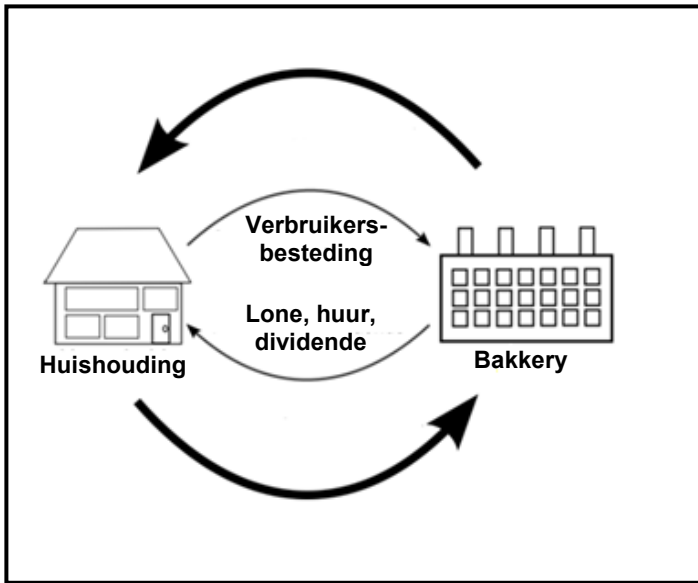 Verbruikers-
besteding
Lone, huur,
dividende
Huishouding
Bakkery